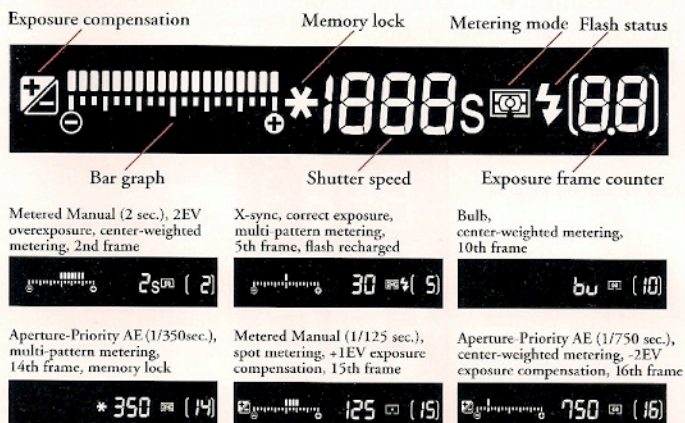 Exposure compensation
Memory lock
Metering mode
Flash status
1888s
(8.8)
Bar graph
Shutter speed
Exposure frame counter
Metered Manual (2 sec.), 2EV
overexposure, center-weighted
metering, 2nd frame
2s ( 2)
X-sync, correct exposure,
multi-pattern metering,
5th frame, flash recharged
30 ( 5)
Bulb,
center-weighted metering,
10th frame
bu (10)
Aperture-Priority AE (1/350sec.),
multi-pattern metering,
14th frame, memory lock
* 350 (14)
Metered Manual (1/125 sec.),
spot metering, +1EV exposure
compensation, 15th frame
125 (15)
Aperture-Priority AE (1/750 sec.),
center-weighted metering, -2EV
exposure compensation, 16th frame
750 (16)